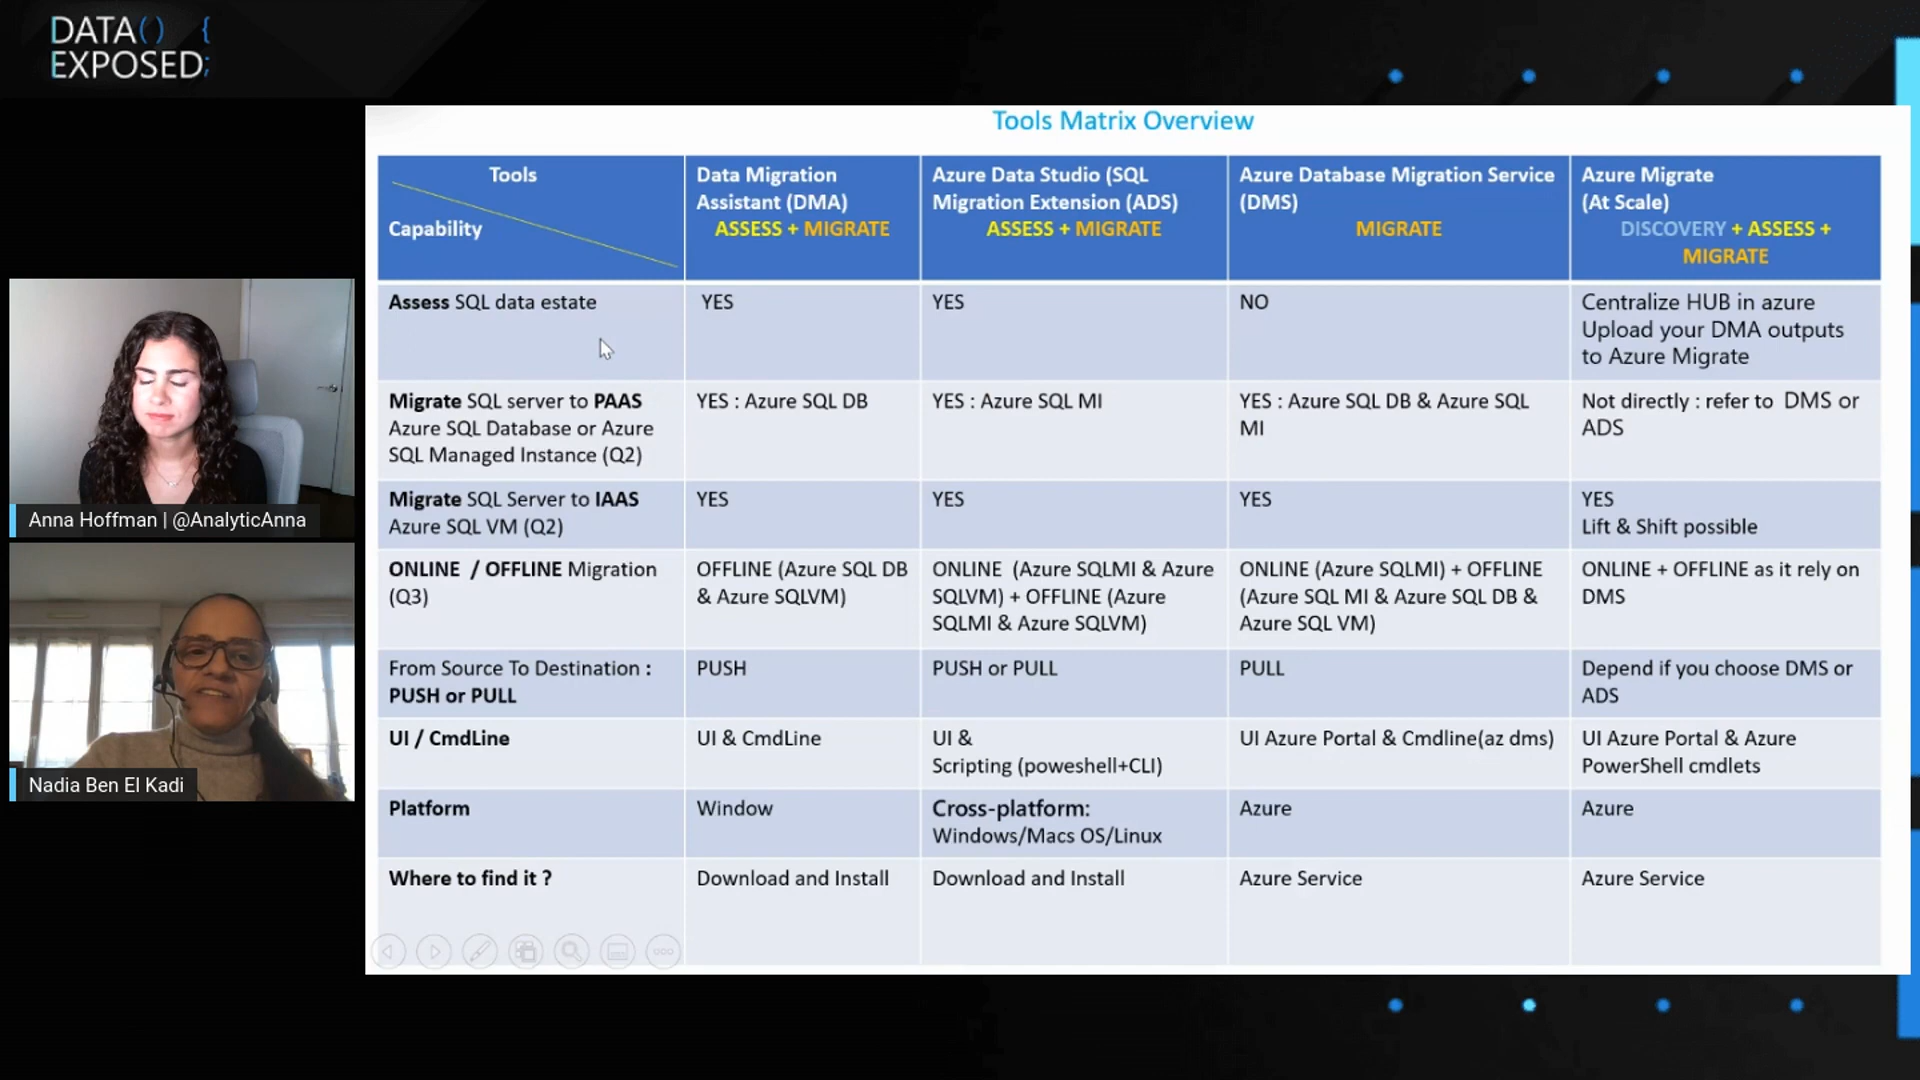 DATA() {
EXPOSED;
Tools Matrix Overview
Tools
Capability
Data Migration
Assistant (DMA)
ASSESS + MIGRATE
Azure Data Studio (SQL
Migration Extension (ADS)
ASSESS + MIGRATE
Azure Database Migration Service
(DMS)
MIGRATE
Azure Migrate
(At Scale)
DISCOVERY + ASSESS +
MIGRATE
Assess SQL data estate
YES
YES
NO
Centralize HUB in azure
Upload your DMA outputs
to Azure Migrate
Migrate SQL server to PAAS
Azure SQL Database or Azure
SQL Managed Instance (Q2)
YES : Azure SQL DB
YES : Azure SQL MI
YES : Azure SQL DB & Azure SQL
MI
Not directly : refer to DMS or
ADS
Migrate SQL Server to IAAS
Azure SQL VM (Q2)
YES
YES
YES
YES
Lift & Shift possible
ONLINE / OFFLINE Migration
(Q3)
OFFLINE (Azure SQL DB
& Azure SQLVM)
ONLINE (Azure SQLMI & Azure
SQLVM) + OFFLINE (Azure
SQLMI & Azure SQLVM)
ONLINE (Azure SQLMI) + OFFLINE
(Azure SQL MI & Azure SQL DB &
Azure SQL VM)
ONLINE + OFFLINE as it rely on
DMS
From Source To Destination :
PUSH or PULL
PUSH
PUSH or PULL
PULL
Depend if you choose DMS or
ADS
UI / CmdLine
UI & CmdLine
UI &
Scripting (poweshell+CLI)
UI Azure Portal & Cmdline(az dms)
UI Azure Portal & Azure
PowerShell cmdlets
Platform
Window
Cross-platform:
Windows/Macs OS/Linux
Azure
Azure
Where to find it ?
Download and Install
Download and Install
Azure Service
Azure Service
Anna Hoffman | @AnalyticAnna
Nadia Ben El Kadi